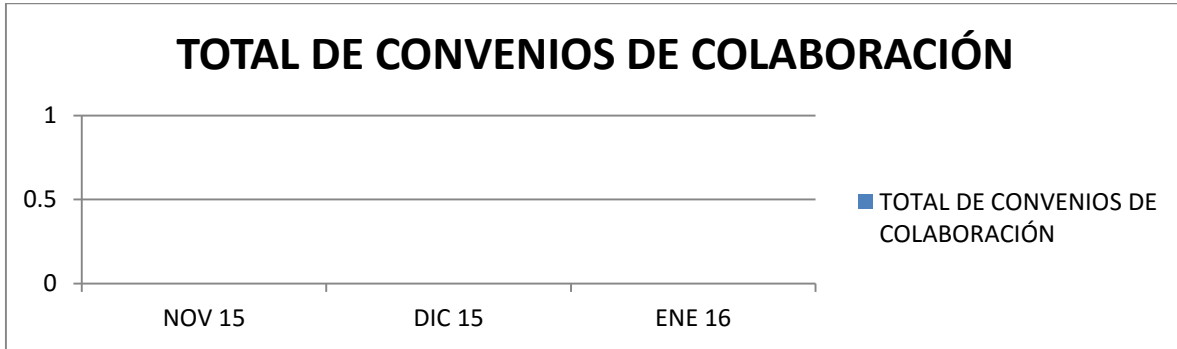 TOTAL DE CONVENIOS DE COLABORACIÓN
1
0.5
0
NOV 15
DIC 15
ENE 16
TOTAL DE CONVENIOS DE
COLABORACIÓN